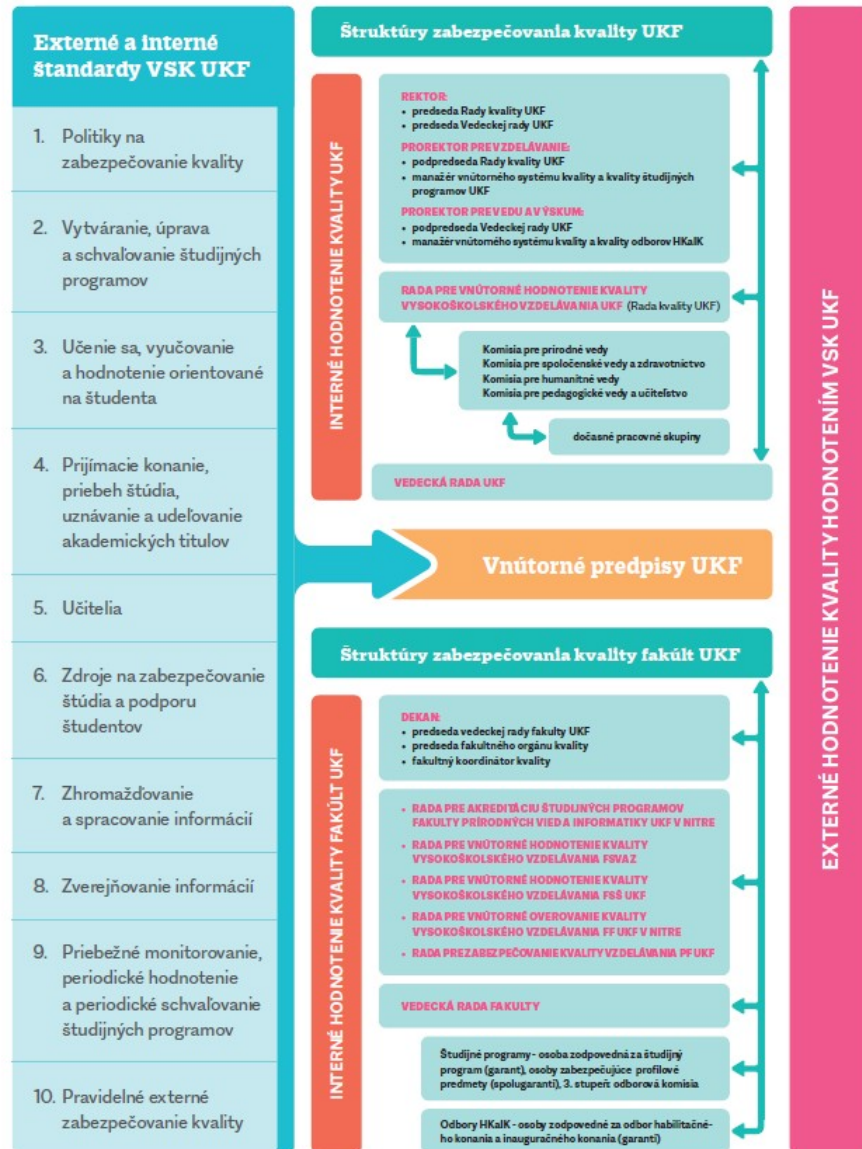 Externé a interné
štandardy VSK UKF
1. Politiky na
zabezpečovanie kvality
2. Vytváranie, úprava
a schvaľovanie študijných
programov
3. Učenie sa, vyučovanie
a hodnotenie orientované
na študenta
4. Prijímacie konanie,
priebeh štúdia,
uznávanie a udeľovanie
akademických titulov
5. Učitelia
6. Zdroje na zabezpečovanie
štúdia a podporu
študentov
7. Zhromažďovanie
a spracovanie informácií
8. Zverejňovanie informácií
9. Priebežné monitorovanie,
periodické hodnotenie
a periodické schvaľovanie
študijných programov
10. Pravidelné externé
zabezpečovanie kvality
Štruktúry zabezpečovania kvality UKF
INTERNÉ HODNOTENIE KVALITY UKF
REKTOR:
• predseda Rady kvality UKF
• predseda Vedeckej rady UKF
PROREKTOR PRE VZDELÁVANIE:
• podpredseda Rady kvality UKF
• manažér vnútorného systému kvality a kvality študijných
programov UKF
PROREKTOR PRE VEDU A VÝSKUM:
• podpredseda Vedeckej rady UKF
• manažér vnútorného systému kvality a kvality odborov HKaIK
RADA PRE VNÚTORNÉ HODNOTENIE KVALITY
VYSOKOŠKOLSKÉHO VZDELÁVANIA UKF (Rada kvality UKF)
Komisia pre prírodné vedy
Komisia pre spoločenské vedy a zdravotníctvo
Komisia pre humanitné vedy
Komisia pre pedagogické vedy a učiteľstvo
dočasné pracovné skupiny
VEDECKÁ RADA UKF
Vnútorné predpisy UKF
Štruktúry zabezpečovania kvality fakúlt UKF
INTERNÉ HODNOTENIE KVALITY FAKÚLT UKF
DEKAN:
• predseda vedeckej rady fakulty UKF
• predseda fakultného orgánu kvality
• fakultný koordinátor kvality
• RADA PRE AKREDITÁCIU ŠTUDIJNÝCH PROGRAMOV
FAKULTY PRÍRODNÝCH VIED A INFORMATIKY UKF V NITRE
• RADA PRE VNÚTORNÉ HODNOTENIE KVALITY
VYSOKOŠKOLSKÉHO VZDELÁVANIA FSVAZ
• RADA PRE VNÚTORNÉ HODNOTENIE KVALITY
VYSOKOŠKOLSKÉHO VZDELÁVANIA FSŠ UKF
• RADA PRE VNÚTORNÉ OVEROVANIE KVALITY
VYSOKOŠKOLSKÉHO VZDELÁVANIA FF UKF V NITRE
• RADA PRE ZABEZPEČOVANIE KVALITY VZDELÁVANIA PF UKF
VEDECKÁ RADA FAKULTY
Študijné programy - osoba zodpovedná za študijný
program (garant), osoby zabezpečujúce profilové
predmety (spolugaranti), 3. stupeň: odborová komisia
Odbory HKaIK - osoby zodpovedné za odbor habilitačné-
ho konania a inauguračného konania (garanti)
EXTERNÉ HODNOTENIE KVALITY HODNOTENÍM VSK UKF